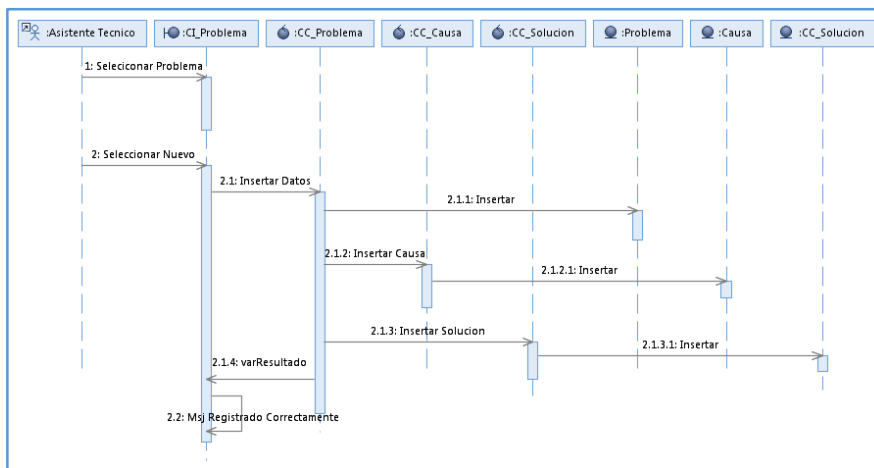 :Asistente Tecnico
:CI_Problema
:CC_Problema
:CC_Causa
:CC_Solucion
:Problema
:Causa
:CC_Solucion
1: Seleciconar Problema
2: Seleccionar Nuevo
2.1: Insertar Datos
2.1.1: Insertar
2.1.2: Insertar Causa
2.1.2.1: Insertar
2.1.3: Insertar Solucion
2.1.3.1: Insertar
2.1.4: varResultado
2.2: Msj Registrado Correctamente